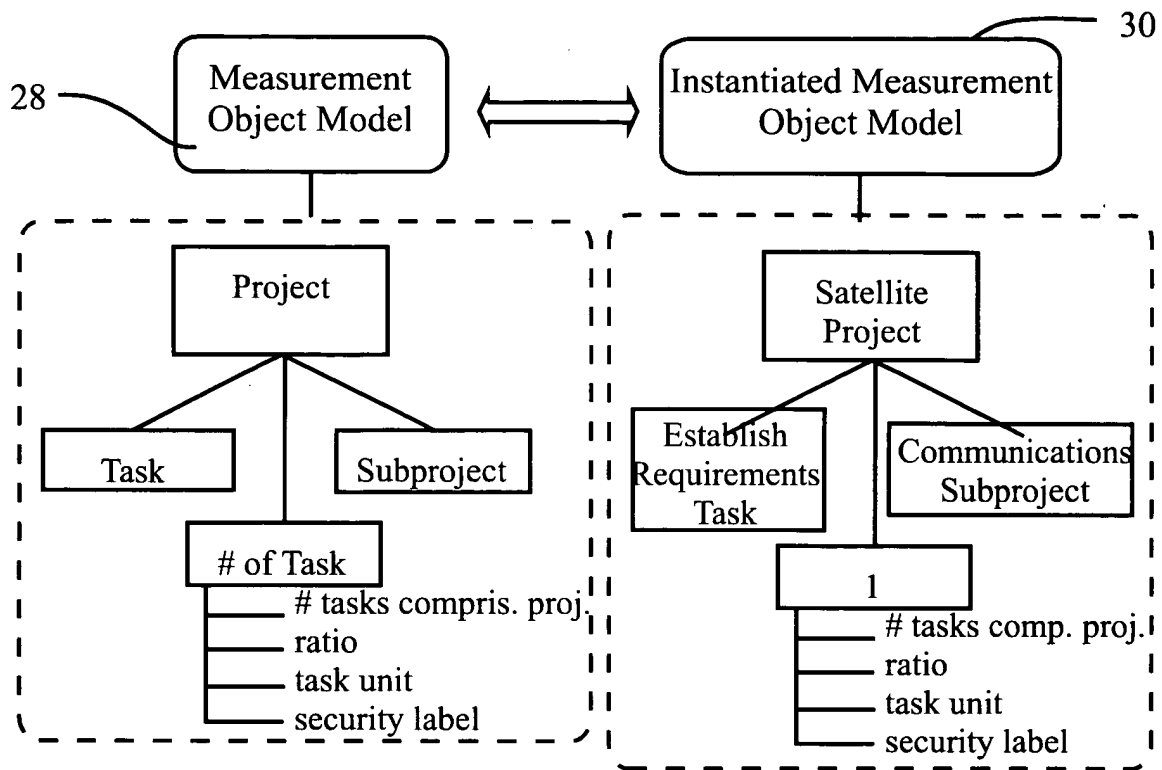 30
28
Measurement
Object Model
Instantiated Measurement
Object Model
Project
Task
Subproject
# of Task
# tasks compris. proj.
ratio
task unit
security label
Satellite
Project
Establish
Requirements
Task
Communications
Subproject
1
# tasks comp. proj.
ratio
task unit
security label